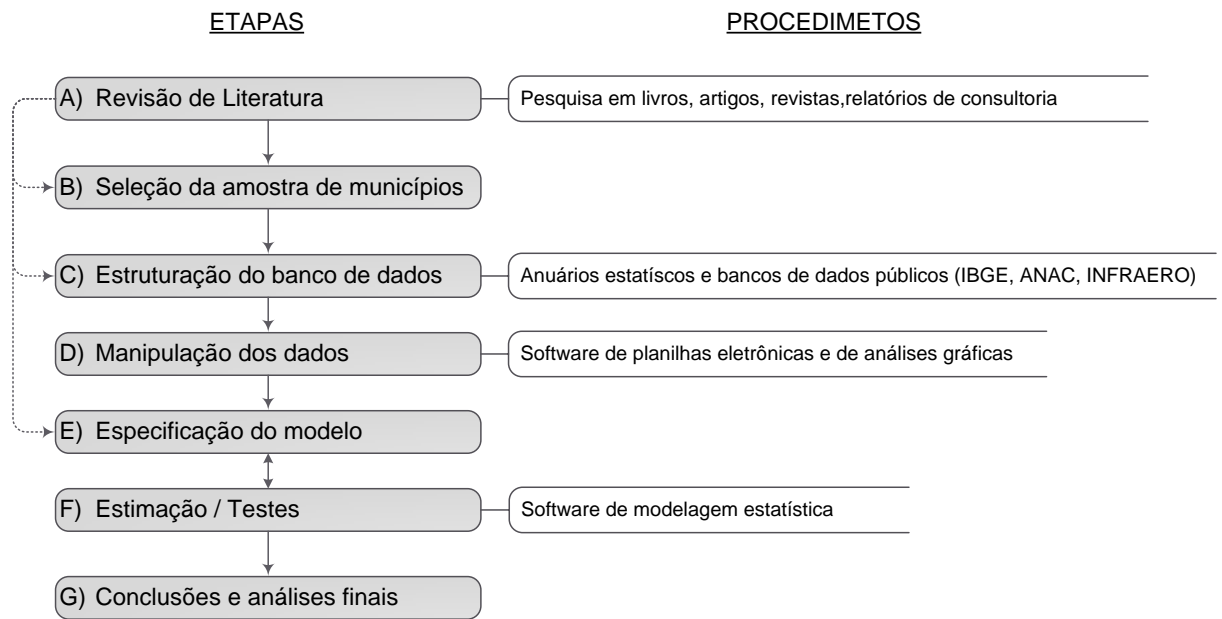 ETAPAS
PROCEDIMETOS
A) Revisão de Literatura
Pesquisa em livros, artigos, revistas,relatórios de consultoria
B) Seleção da amostra de municípios
C) Estruturação do banco de dados
Anuários estatíscos e bancos de dados públicos (IBGE, ANAC, INFRAERO)
D) Manipulação dos dados
Software de planilhas eletrônicas e de análises gráficas
E) Especificação do modelo
F) Estimação / Testes
Software de modelagem estatística
G) Conclusões e análises finais